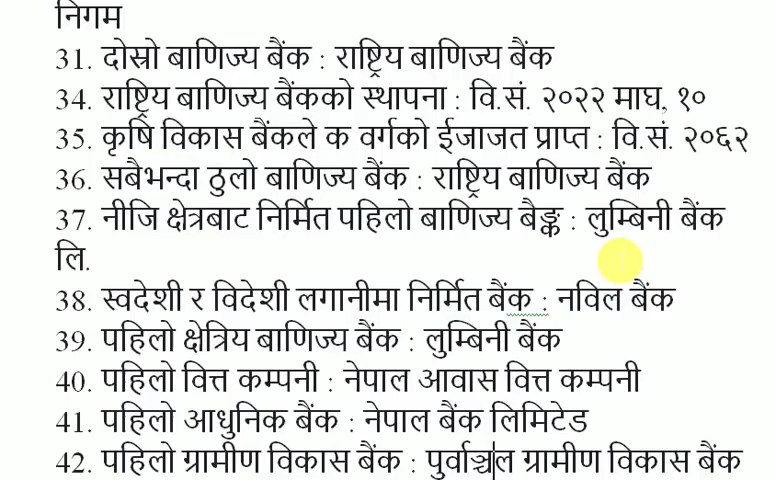 निगम
31. दोस्रो बाणिज्य बैंक : राष्ट्रिय बाणिज्य बैंक
34. राष्ट्रिय बाणिज्य बैंकको स्थापना : वि.सं. २०२२ माघ, १०
35. कृषि विकास बैंकले क वर्गको ईजाजत प्राप्त : वि.सं. २०६२
36. सबैभन्दा ठुलो बाणिज्य बैंक : राष्ट्रिय बाणिज्य बैंक
37. नीजि क्षेत्रबाट निर्मित पहिलो बाणिज्य बैङ्क : लुम्बिनी बैंक
लि.
38. स्वदेशी र विदेशी लगानीमा निर्मित बैंक : नविल बैंक
39. पहिलो क्षेत्रिय बाणिज्य बैंक : लुम्बिनी बैंक
40. पहिलो वित्त कम्पनी : नेपाल आवास वित्त कम्पनी
41. पहिलो आधुनिक बैंक : नेपाल बैंक लिमिटेड
42. पहिलो ग्रामीण विकास बैंक : पुर्वाञ्चल ग्रामीण विकास बैंक